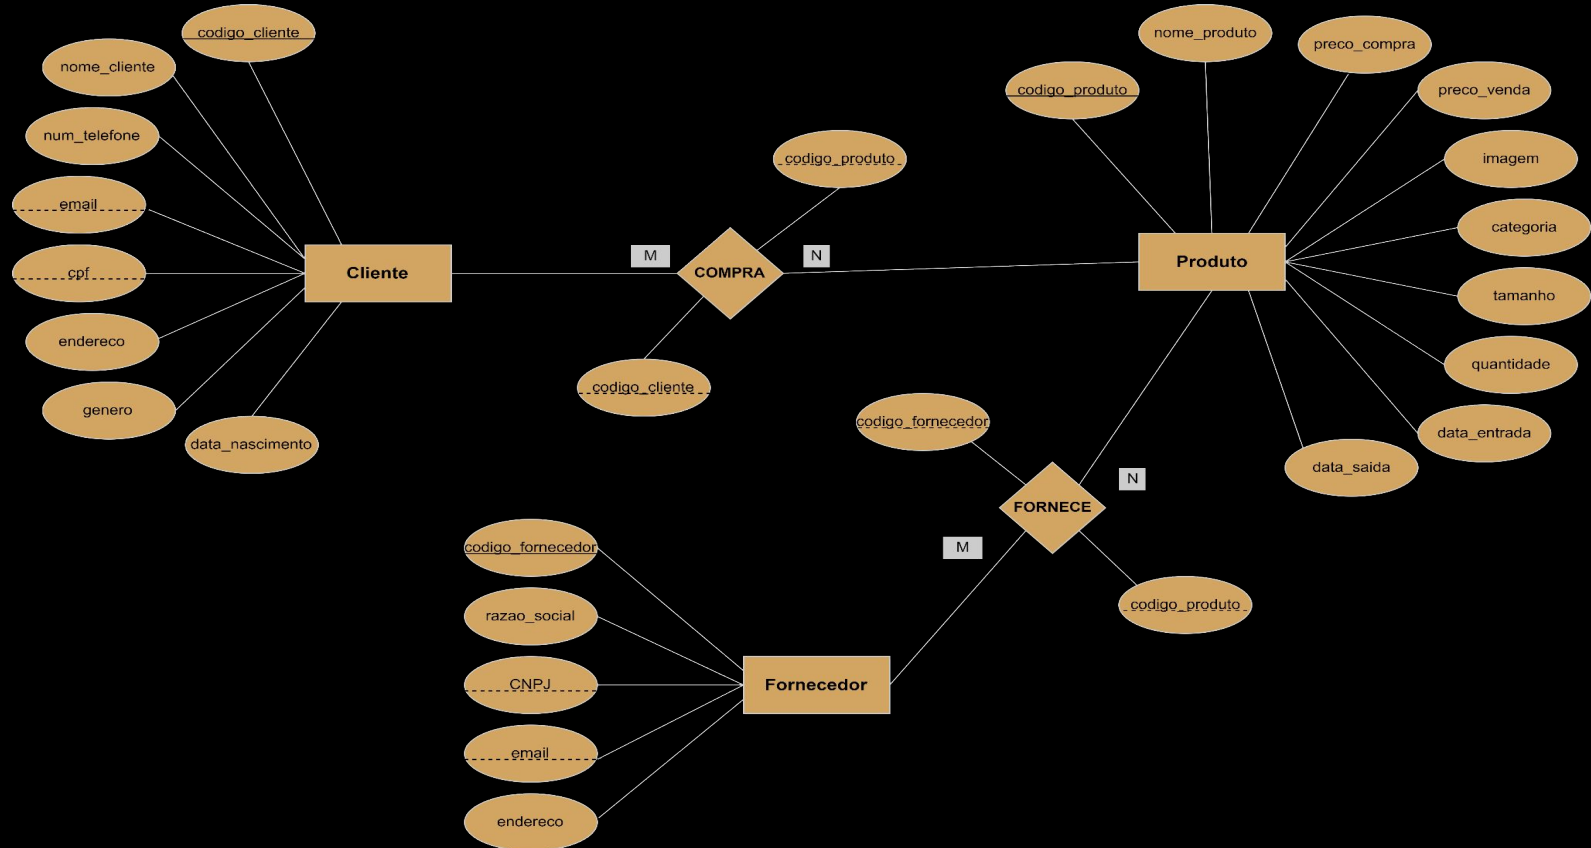 codigo_cliente
nome_cliente
num_telefone
email
cpf
endereco
genero
data_nascimento
Cliente
M
COMPRA
N
codigo_produto
codigo_cliente
codigo_produto
nome_produto
preco_compra
preco_venda
imagem
categoria
tamanho
quantidade
data_entrada
data_saida
Produto
codigo_fornecedor
N
FORNECE
M
codigo_produto
codigo_fornecedor
razao_social
CNPJ
email
endereco
Fornecedor